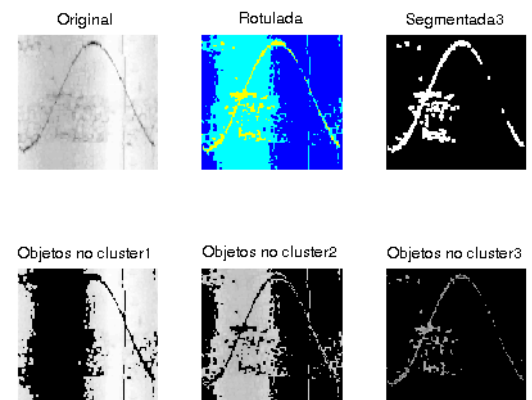 Original
Rotulada
Segmentada3
Objetos no cluster1
Objetos no cluster2
Objetos no cluster3